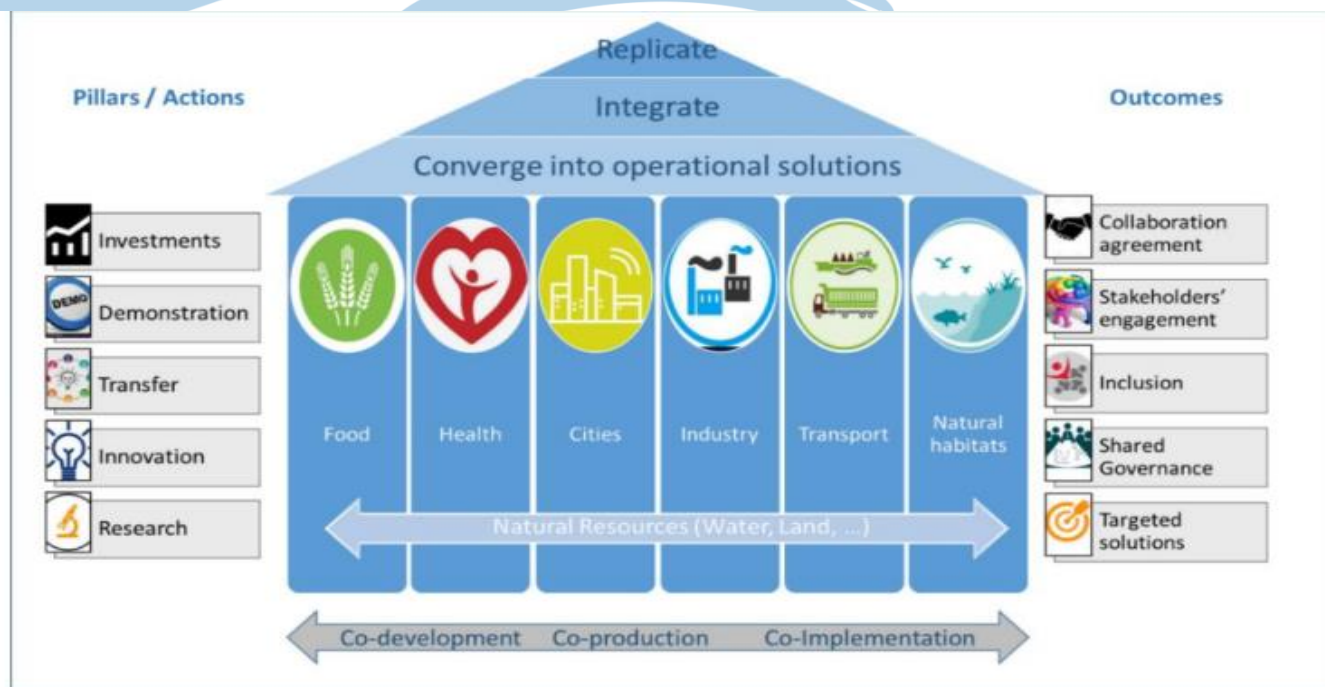 Replicate
Integrate
Converge into operational solutions
Pillars / Actions
Investments
DEMO
Demonstration
Transfer
Innovation
Research
Food
Health
Cities
Industry
Transport
Natural
habitats
Natural Resources (Water, Land, ...)
Co-development Co-production Co-Implementation
Outcomes
Collaboration
agreement
Stakeholders'
engagement
Inclusion
Shared
Governance
Targeted
solutions